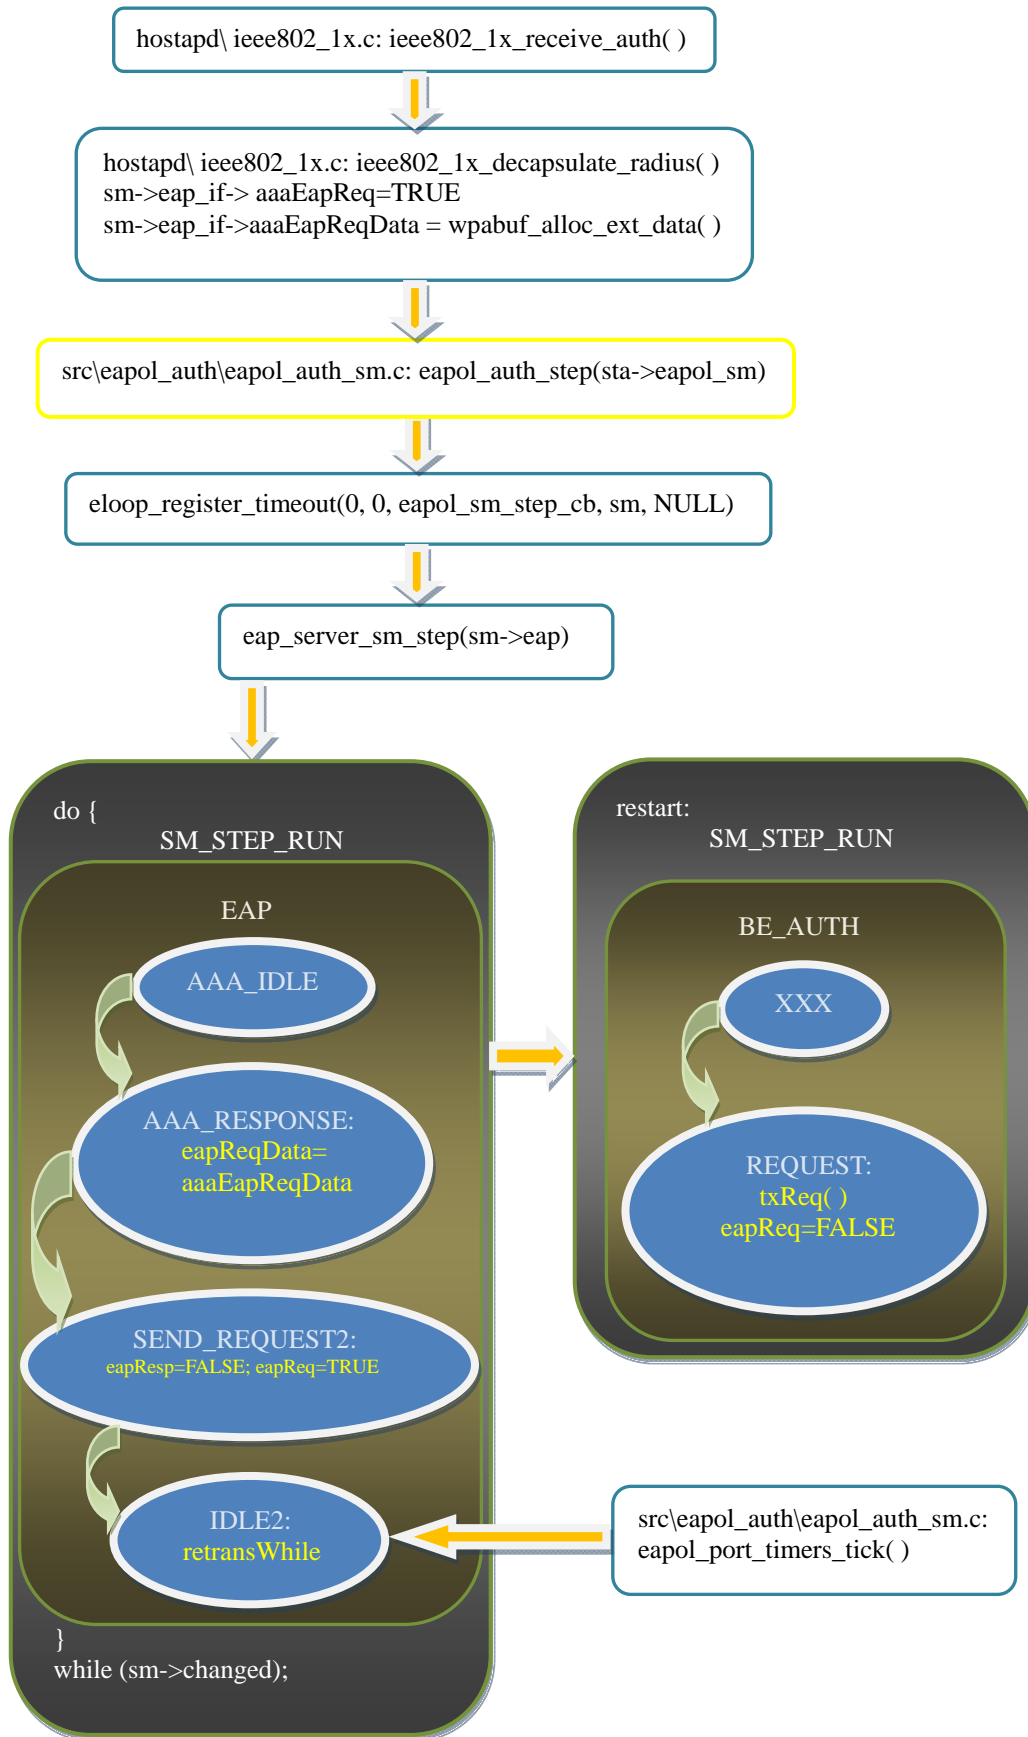 hostapd\ ieee802_1x.c: ieee802_1x_receive_auth( )
hostapd\ ieee802_1x.c: ieee802_1x_decapsulate_radius( )
sm->eap_if-> aaaEapReq=TRUE
sm->eap_if->aaaEapReqData = wpabuf_alloc_ext_data( )
src\eapol_auth\eapol_auth_sm.c: eapol_auth_step(sta->eapol_sm)
eloop_register_timeout(0, 0, eapol_sm_step_cb, sm, NULL)
eap_server_sm_step(sm->eap)
do {
SM_STEP_RUN
EAP
AAA_IDLE
AAA_RESPONSE:
eapReqData=
aaaEapReqData
SEND_REQUEST2:
eapResp=FALSE; eapReq=TRUE
IDLE2:
retransWhile
}
while (sm->changed);
restart:
SM_STEP_RUN
BE_AUTH
XXX
REQUEST:
txReq( )
eapReq=FALSE
src\eapol_auth\eapol_auth_sm.c:
eapol_port_timers_tick( )